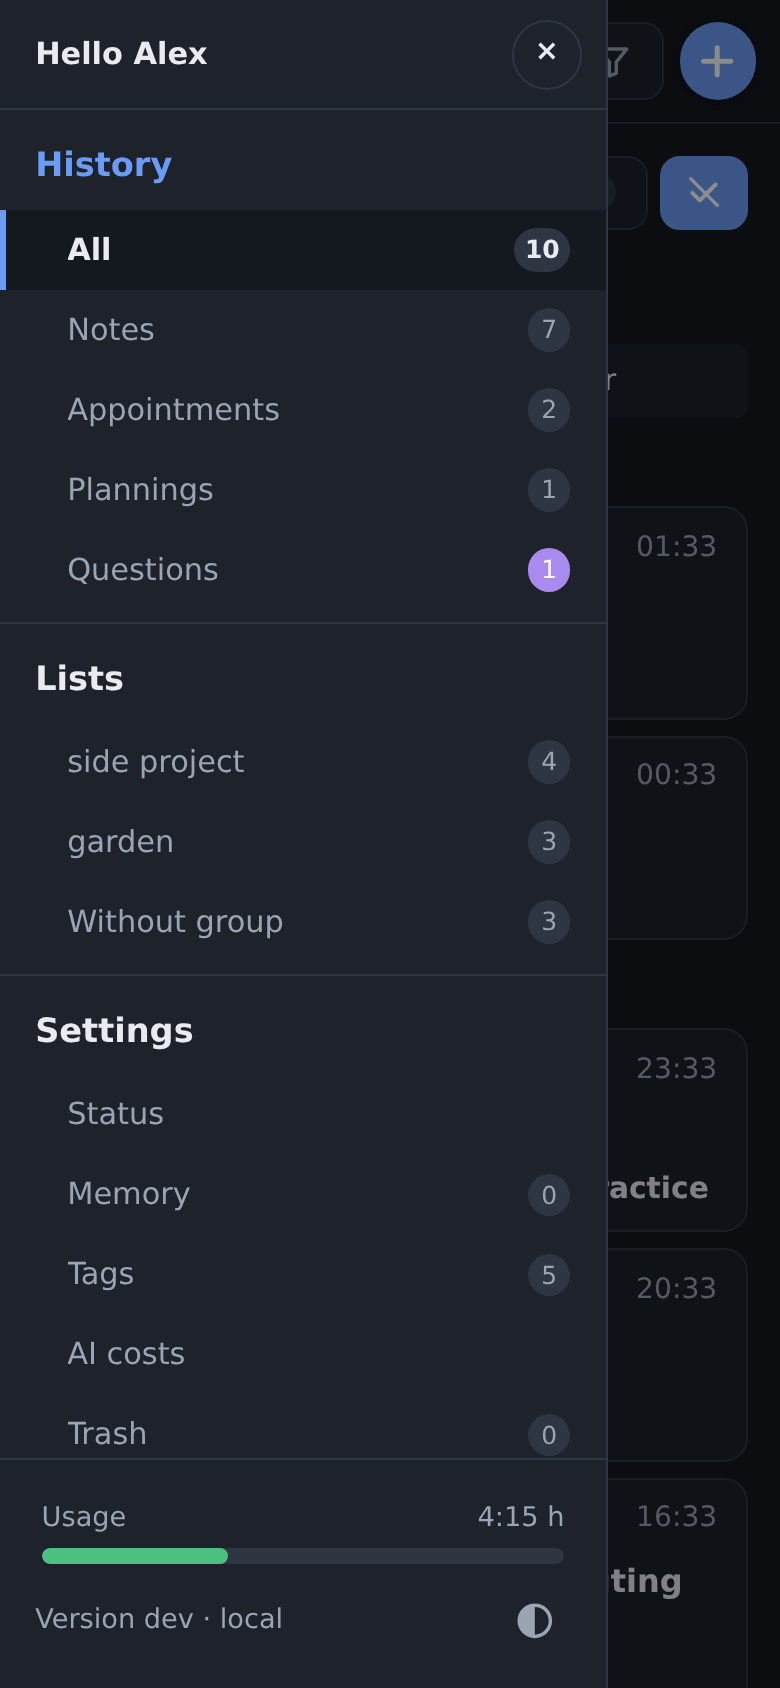 Hello Alex
×
History
All 10
Notes 7
Appointments 2
Plannings 1
Questions 1
Lists
side project 4
garden 3
Without group 3
Settings
Status
Memory 0
Tags 5
AI costs
Trash 0
Usage 4:15 h
Version dev · local
01:33
00:33
23:33
20:33
16:33